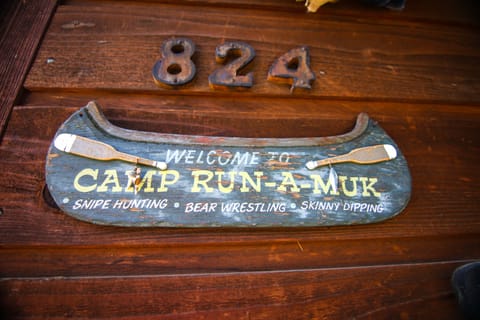 824
WELCOME TO
CAMP RUN-A-MUK
SNIPE HUNTING • BEAR WRESTLING • SKINNY DIPPING